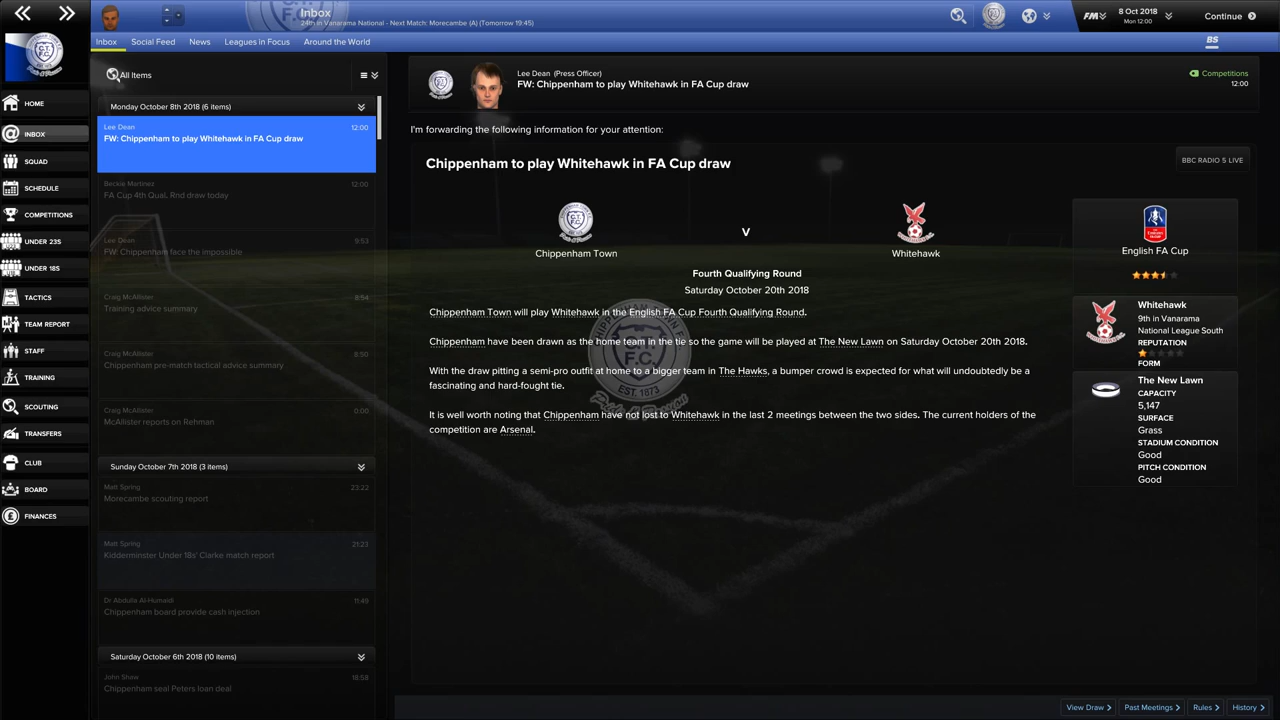 Inbox
24th in Vanarama National - Next Match: Morecambe (A) (Tomorrow 19:45)
FM
8 Oct 2018
Mon 12:00
Continue
Inbox
Social Feed
News
Leagues in Focus
Around the World
BS
HOME
INBOX
SQUAD
SCHEDULE
COMPETITIONS
UNDER 23S
UNDER 18S
TACTICS
TEAM REPORT
STAFF
TRAINING
SCOUTING
TRANSFERS
CLUB
BOARD
FINANCES
All Items
Monday October 8th 2018 (6 items)
Lee Dean 12:00
FW: Chippenham to play Whitehawk in FA Cup draw
Beckie Martinez 12:00
FA Cup 4th Qual. Rnd draw today
Lee Dean 9:53
FW: Chippenham face the impossible
Craig McAllister 8:54
Training advice summary
Craig McAllister 8:50
Chippenham pre-match tactical advice summary
Craig McAllister 0:00
McAllister reports on Rehman
Sunday October 7th 2018 (3 items)
Matt Spring 23:22
Morecambe scouting report
Matt Spring 21:23
Kidderminster Under 18s' Clarke match report
Dr Abdulla Al-Humaidi 11:49
Chippenham board provide cash injection
Saturday October 6th 2018 (10 items)
John Shaw 18:58
Chippenham seal Peters loan deal
Lee Dean (Press Officer)
FW: Chippenham to play Whitehawk in FA Cup draw
Competitions
12:00
I'm forwarding the following information for your attention:
Chippenham to play Whitehawk in FA Cup draw
BBC RADIO 5 LIVE
V
Chippenham Town
Whitehawk
Fourth Qualifying Round
Saturday October 20th 2018
Chippenham Town will play Whitehawk in the English FA Cup Fourth Qualifying Round.
Chippenham have been drawn as the home team in the tie so the game will be played at The New Lawn on Saturday October 20th 2018.
With the draw pitting a semi-pro outfit at home to a bigger team in The Hawks, a bumper crowd is expected for what will undoubtedly be a
fascinating and hard-fought tie.
It is well worth noting that Chippenham have not lost to Whitehawk in the last 2 meetings between the two sides. The current holders of the
competition are Arsenal.
F.C.
EST. 1873
English FA Cup
Whitehawk
9th in Vanarama
National League South
REPUTATION
FORM
The New Lawn
CAPACITY
5,147
SURFACE
Grass
STADIUM CONDITION
Good
PITCH CONDITION
Good
View Draw
Past Meetings
Rules
History